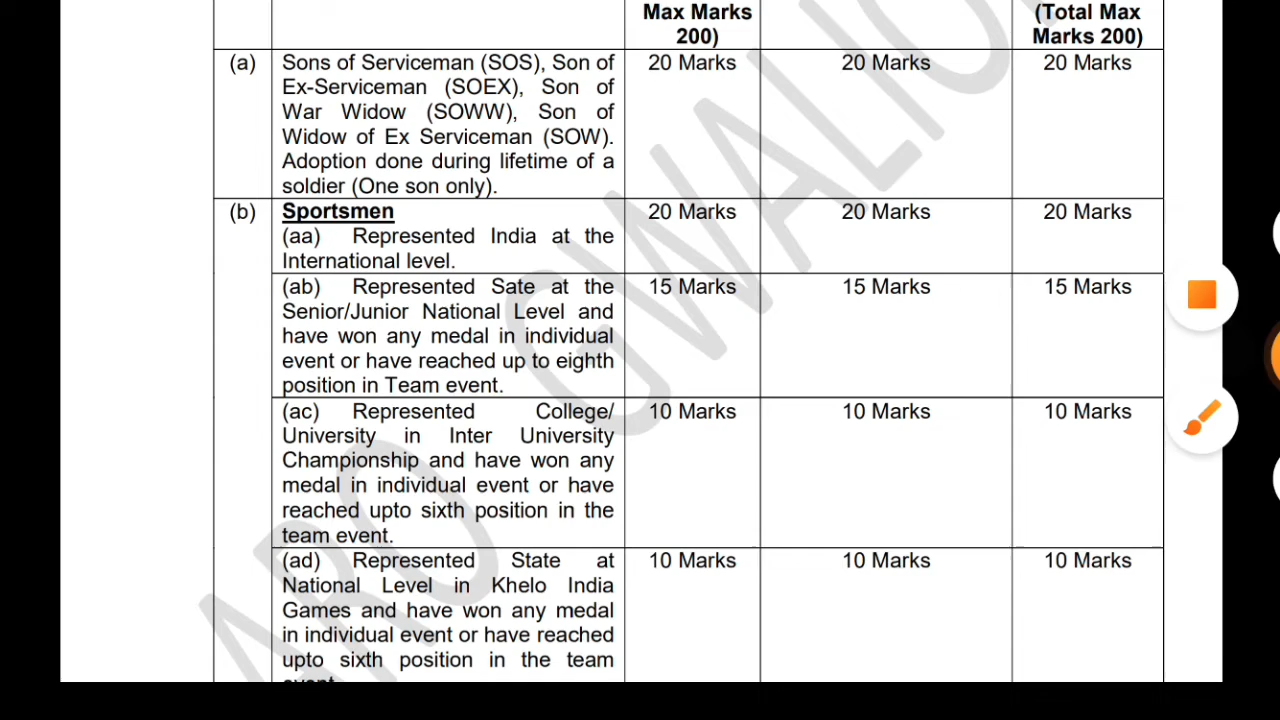 Max Marks
200)
(Total Max
Marks 200)
(a)
Sons of Serviceman (SOS), Son of
Ex-Serviceman (SOEX), Son of
War Widow (SOWW), Son of
Widow of Ex Serviceman (SOW).
Adoption done during lifetime of a
soldier (One son only).
20 Marks
20 Marks
20 Marks
(b)
Sportsmen
(aa) Represented India at the
International level.
20 Marks
20 Marks
20 Marks
(ab) Represented Sate at the
Senior/Junior National Level and
have won any medal in individual
event or have reached up to eighth
position in Team event.
15 Marks
15 Marks
15 Marks
(ac) Represented College/
University in Inter University
Championship and have won any
medal in individual event or have
reached upto sixth position in the
team event.
10 Marks
10 Marks
10 Marks
(ad) Represented State at
National Level in Khelo India
Games and have won any medal
in individual event or have reached
upto sixth position in the team
10 Marks
10 Marks
10 Marks
ARO GWALIOR